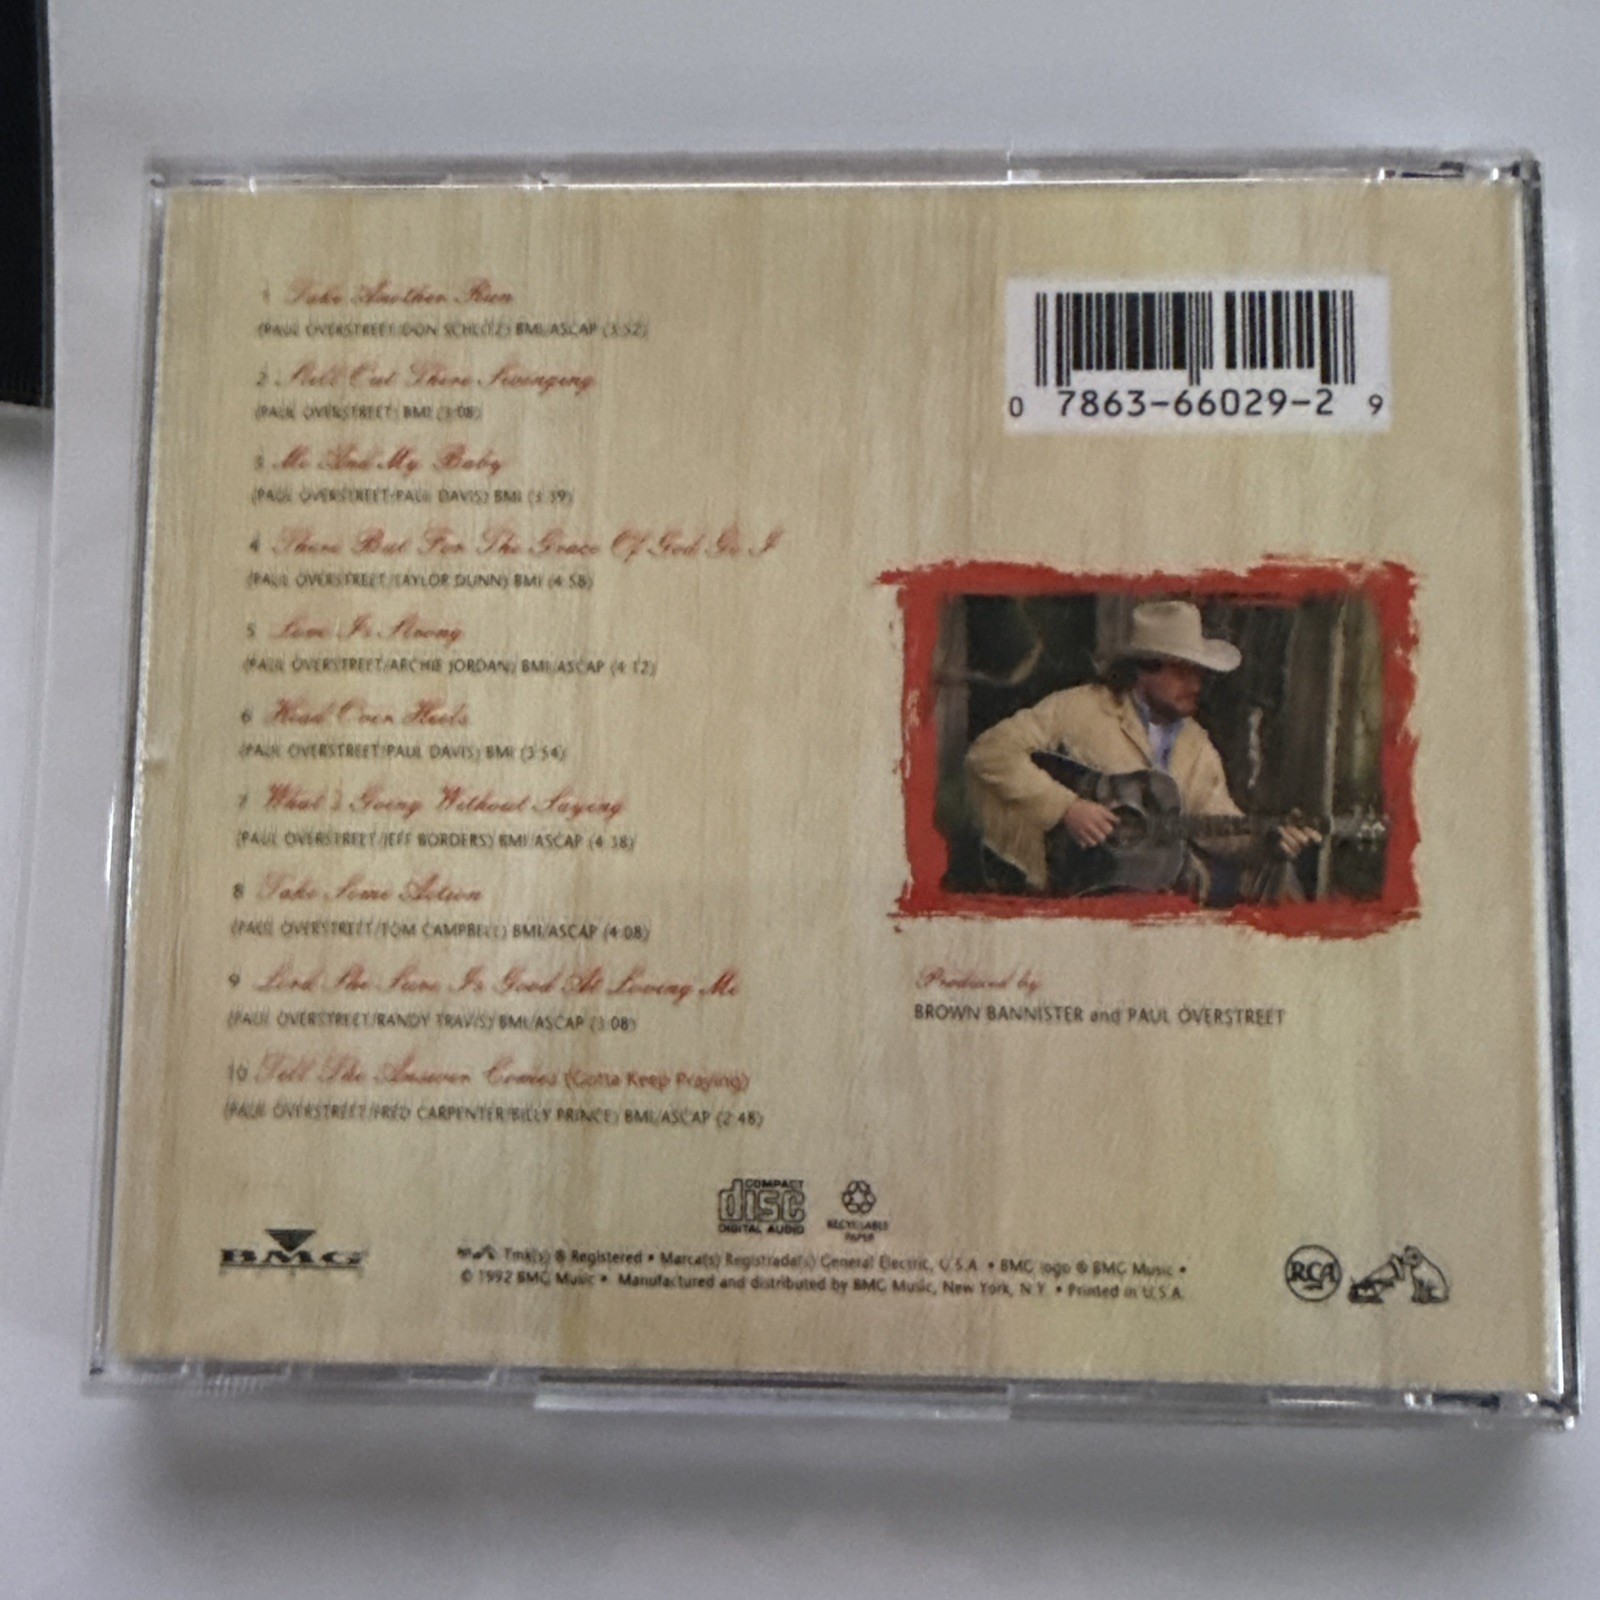 1 Take Another Run
(PAUL OVERSTREET/DON SCHLITZ) BMI/ASCAP (3:52)
2 Still Out There Swinging
(PAUL OVERSTREET) BMI (3:08)
3 Me And My Baby
(PAUL OVERSTREET/PAUL DAVIS) BMI (3:39)
4 There But For The Grace Of God Go I
(PAUL OVERSTREET/TAYLOR DUNN) BMI (4:58)
5 Love Is Strong
(PAUL OVERSTREET/ARCHIE JORDAN) BMI/ASCAP (4:12)
6 Head Over Heels
(PAUL OVERSTREET/PAUL DAVIS) BMI (3:54)
7 What's Going Without Saying
(PAUL OVERSTREET/JEFF BORDERS) BMI/ASCAP (4:38)
8 Take Some Action
(PAUL OVERSTREET/TOM CAMPBELL) BMI/ASCAP (4:08)
9 Lord She Sure Is Good At Loving Me
(PAUL OVERSTREET/RANDY TRAVIS) BMI/ASCAP (3:08)
10 Till The Answer Comes (Gotta Keep Praying)
(PAUL OVERSTREET/FRED CARPENTER/BILLY PRINCE) BMI/ASCAP (2:48)
0 7863-66029-2 9
Produced by
BROWN BANNISTER and PAUL OVERSTREET
COMPACT
disc
DIGITAL AUDIO
RECYCLABLE
PAPER
BMG
Tmk(s) ® Registered • Marca(s) Registrada(s) General Electric, U.S.A. • BMG logo ® BMG Music •
© 1992 BMG Music • Manufactured and distributed by BMG Music, New York, N.Y. • Printed in U.S.A.
RCA